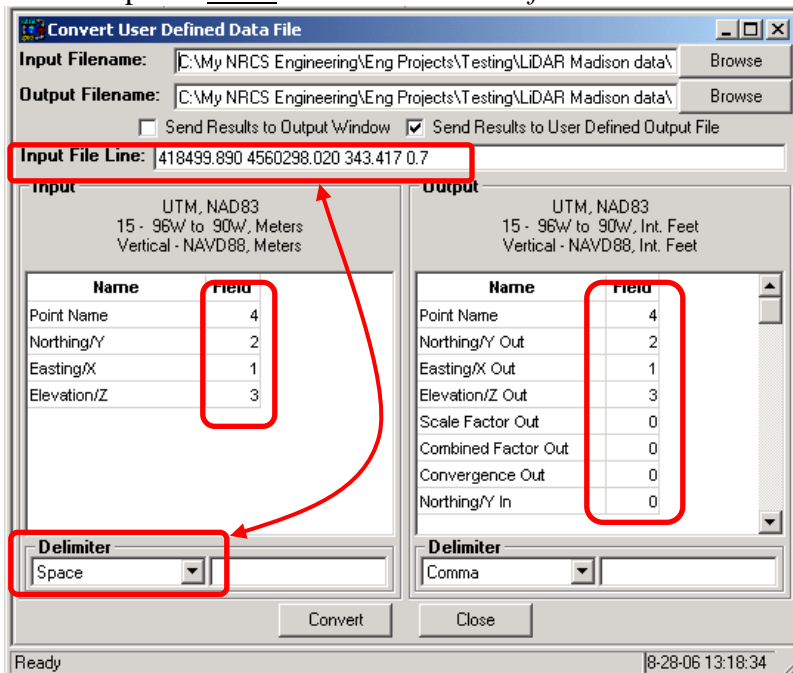 Convert User Defined Data File
Input Filename: C:\My NRCS Engineering\Eng Projects\Testing\LiDAR Madison data\ Browse
Output Filename: C:\My NRCS Engineering\Eng Projects\Testing\LiDAR Madison data\ Browse
Send Results to Output Window Send Results to User Defined Output File
Input File Line: 418499.890 4560298.020 343.417 0.7
Input
UTM, NAD83
15 - 96W to 90W, Meters
Vertical - NAVD88, Meters
Name Field
Point Name 4
Northing/Y 2
Easting/X 1
Elevation/Z 3
Delimiter
Space
Output
UTM, NAD83
15 - 96W to 90W, Int. Feet
Vertical - NAVD88, Int. Feet
Name Field
Point Name 4
Northing/Y Out 2
Easting/X Out 1
Elevation/Z Out 3
Scale Factor Out 0
Combined Factor Out 0
Convergence Out 0
Northing/Y In 0
Delimiter
Comma
Convert Close
Ready 8-28-06 13:18:34